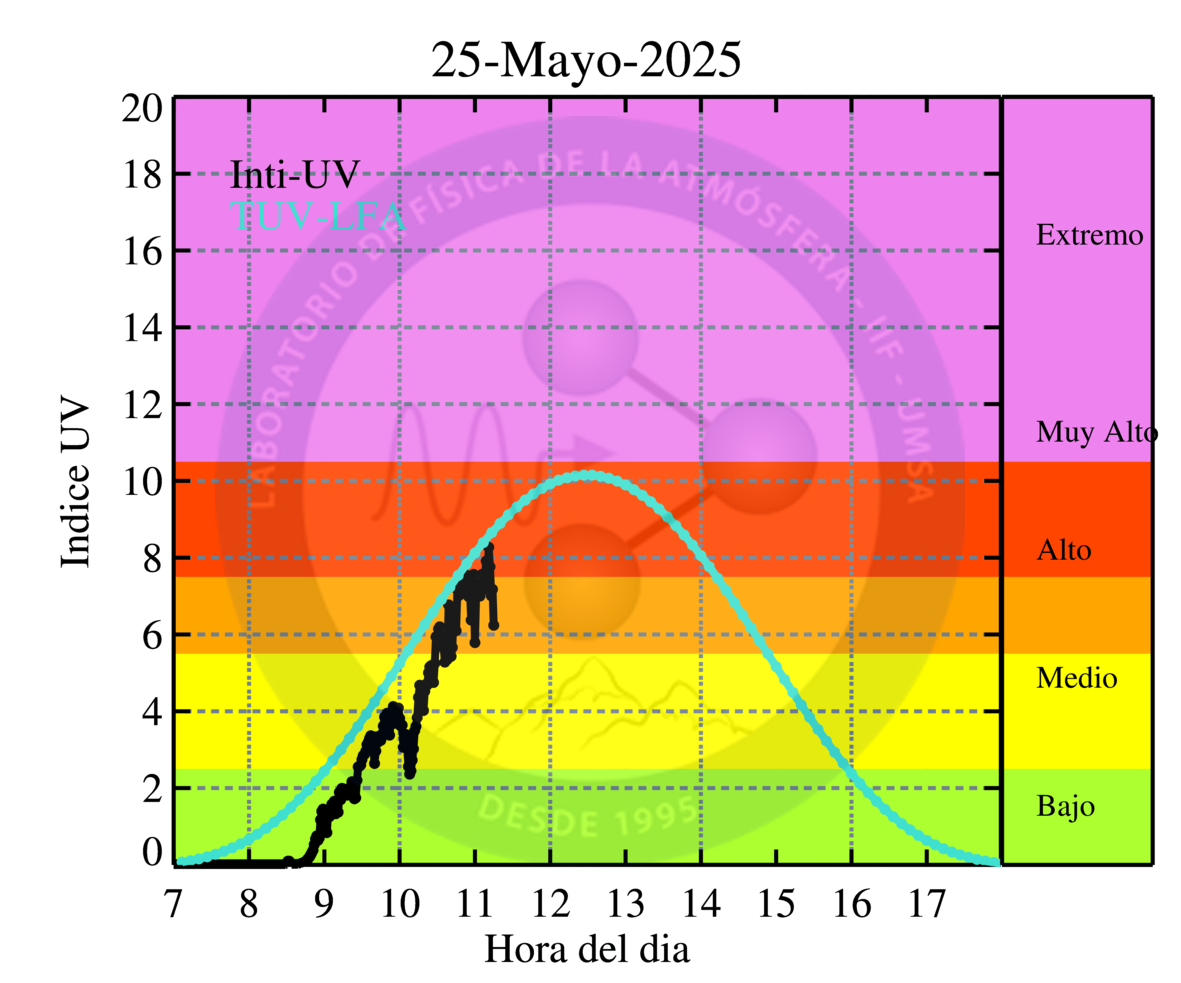 25-Mayo-2025
Indice UV
20
18
16
14
12
10
8
6
4
2
0
Inti-UV
TUV-LFA
LABORATORIO DE FÍSICA DE LA ATMÓSFERA - IIF - UMSA
DESDE 1995
Extremo
Muy Alto
Alto
Medio
Bajo
7 8 9 10 11 12 13 14 15 16 17
Hora del dia